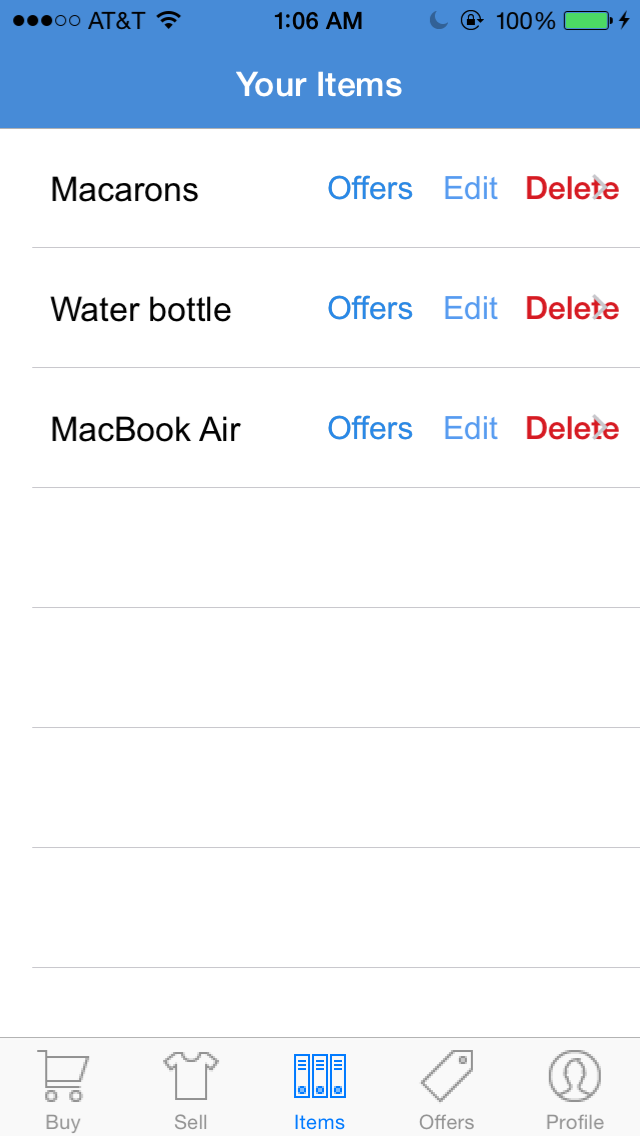 AT&T 1:06 AM 100%
Your Items
Macarons Offers Edit Delete
Water bottle Offers Edit Delete
MacBook Air Offers Edit Delete
Buy Sell Items Offers Profile